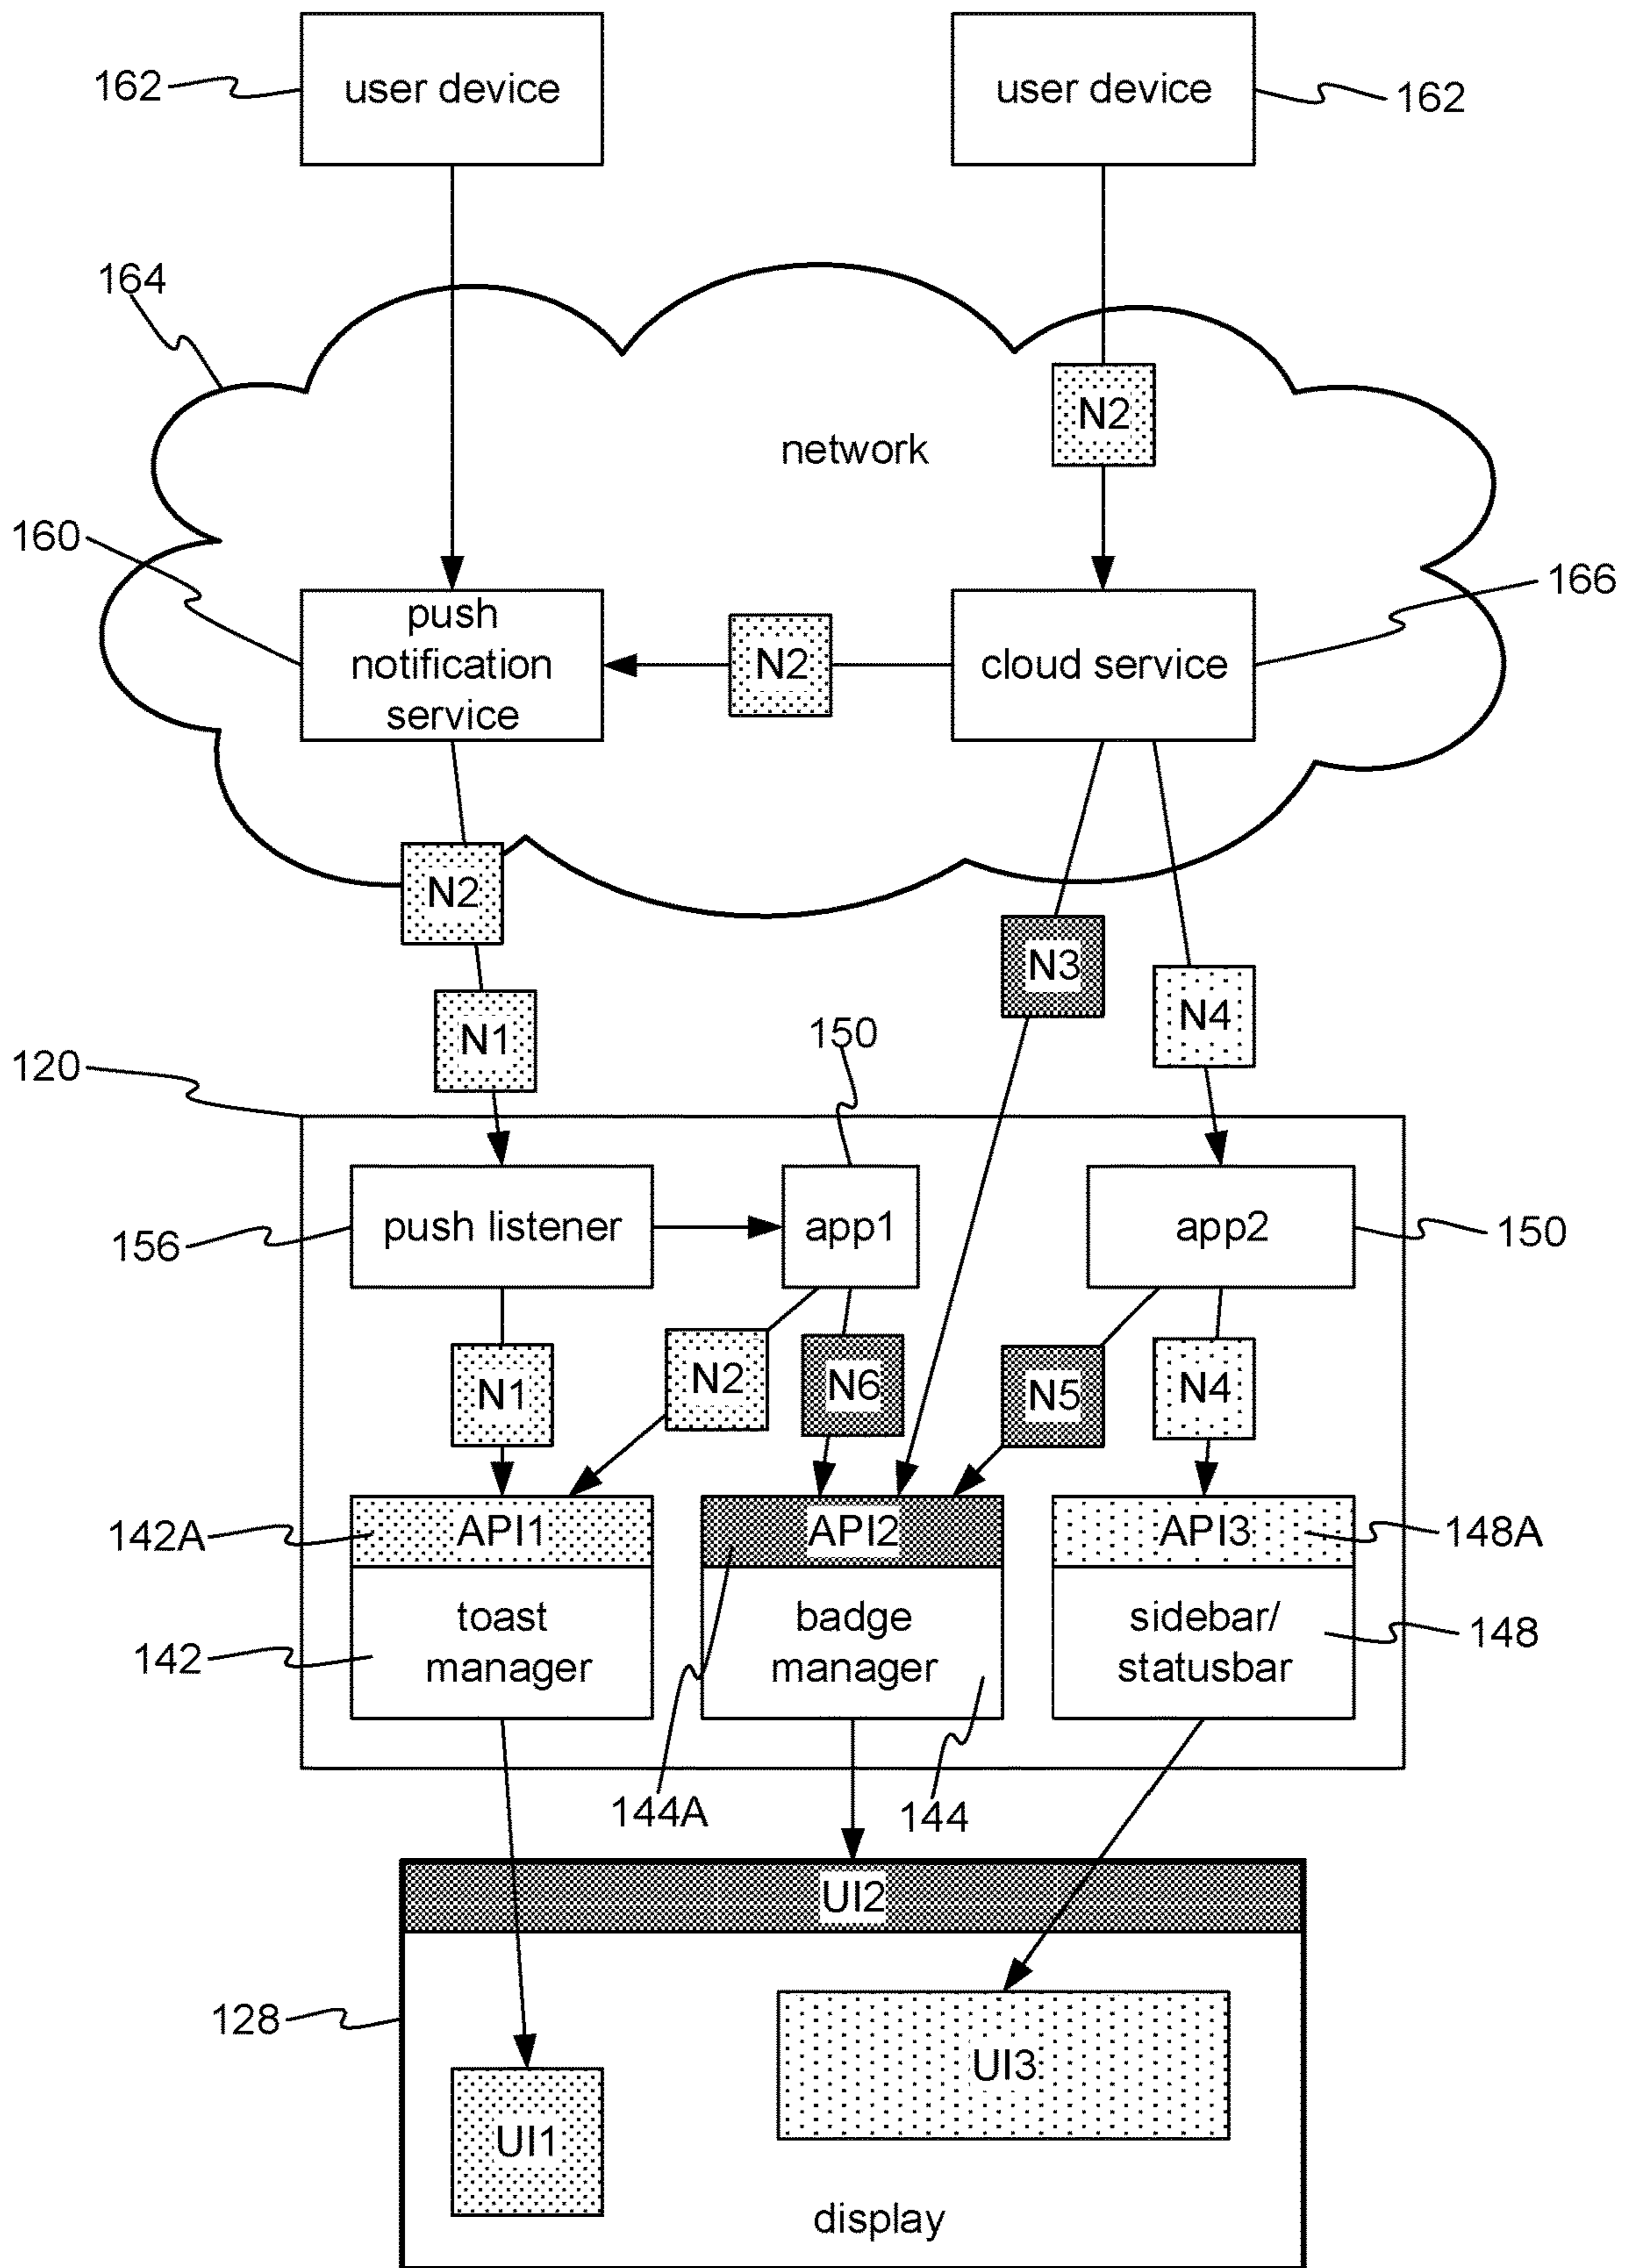 user device
user device
162
162
164
N2
network
160
push
notification
service
N2
cloud service
166
N2
N3
N4
N1
150
120
push listener
app1
app2
156
150
N1
N2
N6
N5
N4
142A
API1
API2
API3
148A
toast
manager
badge
manager
sidebar/
statusbar
142
148
144A
144
UI2
128
UI3
UI1
display